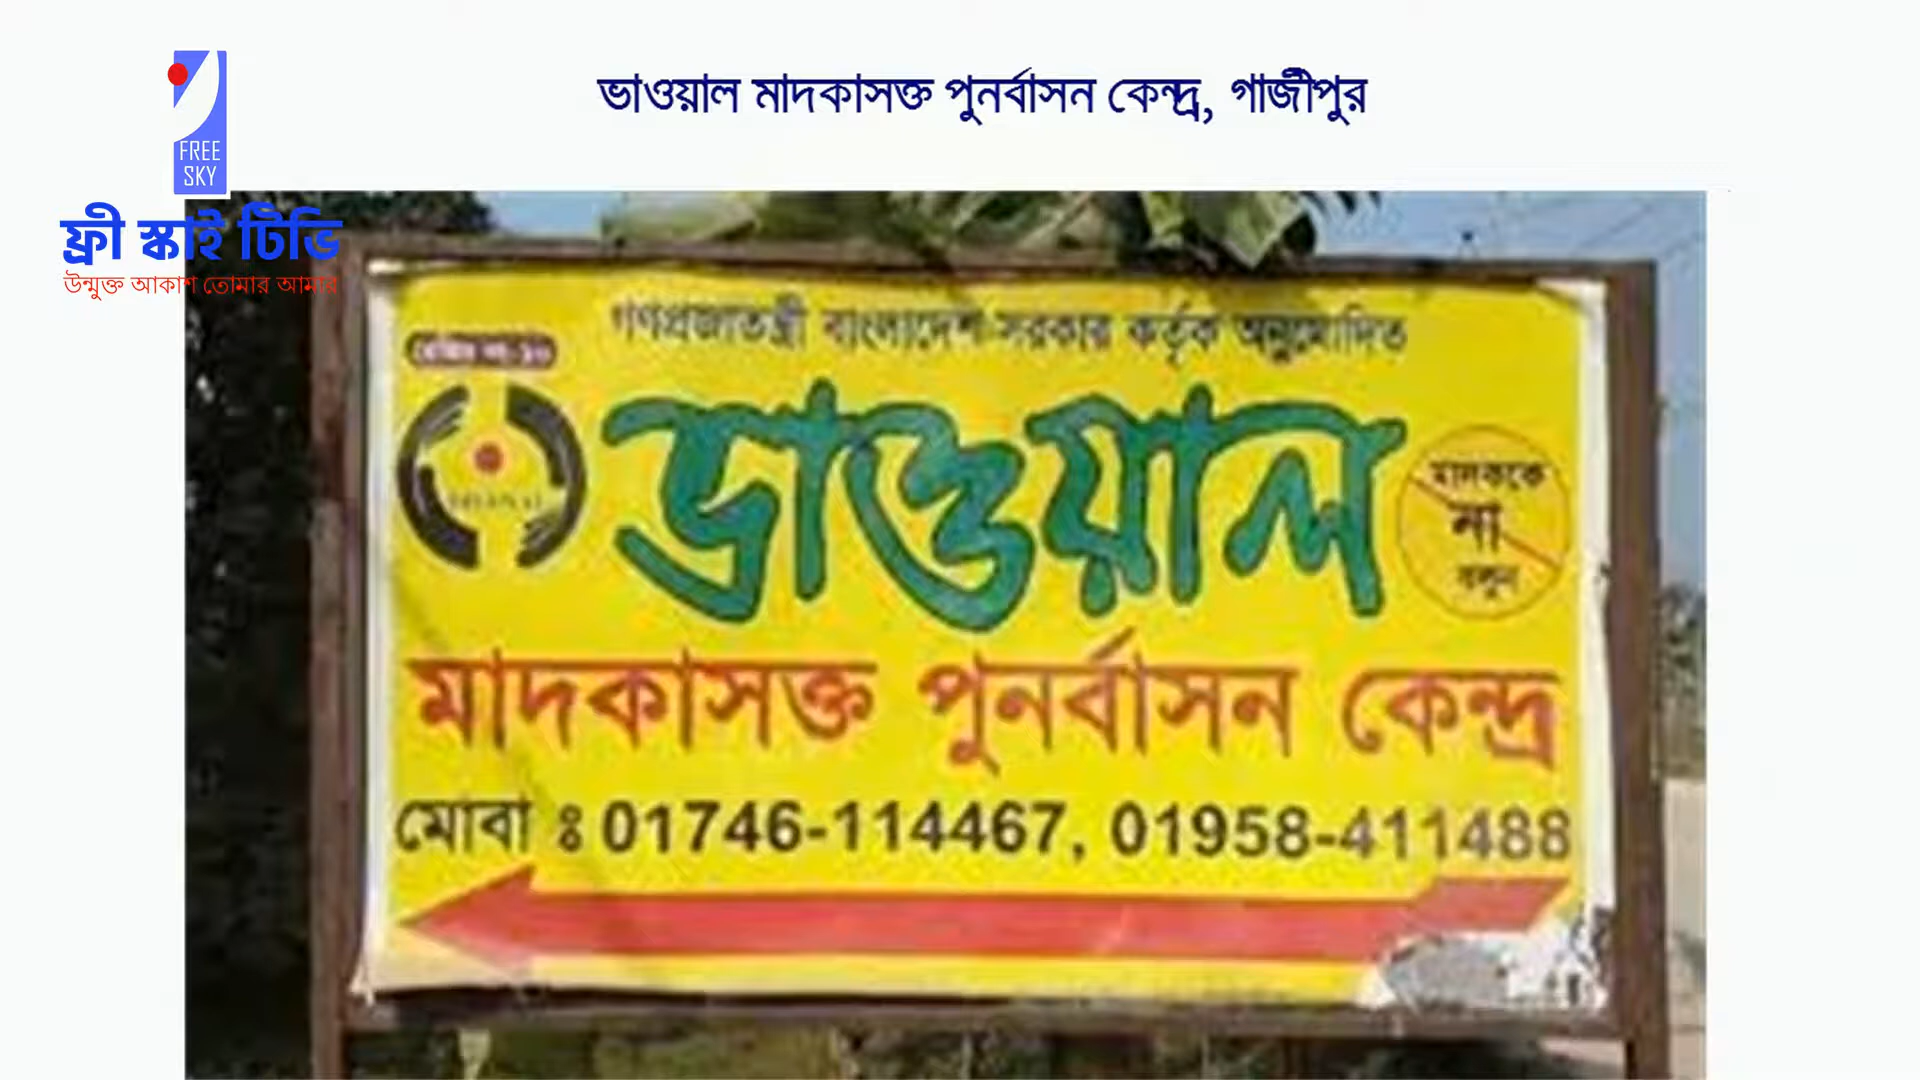 ভাওয়াল মাদকাসক্ত পুনর্বাসন কেন্দ্র, গাজীপুর
FREE
SKY
ফ্রী স্কাই টিভি
উন্মুক্ত আকাশ তোমার আমার
গণপ্রজাতন্ত্রী বাংলাদেশ সরকার কর্তৃক অনুমোদিত
ভাওয়াল
মাদককে
না
বলুন
মাদকাসক্ত পুনর্বাসন কেন্দ্র
মোবা ঃ 01746-114467, 01958-411488